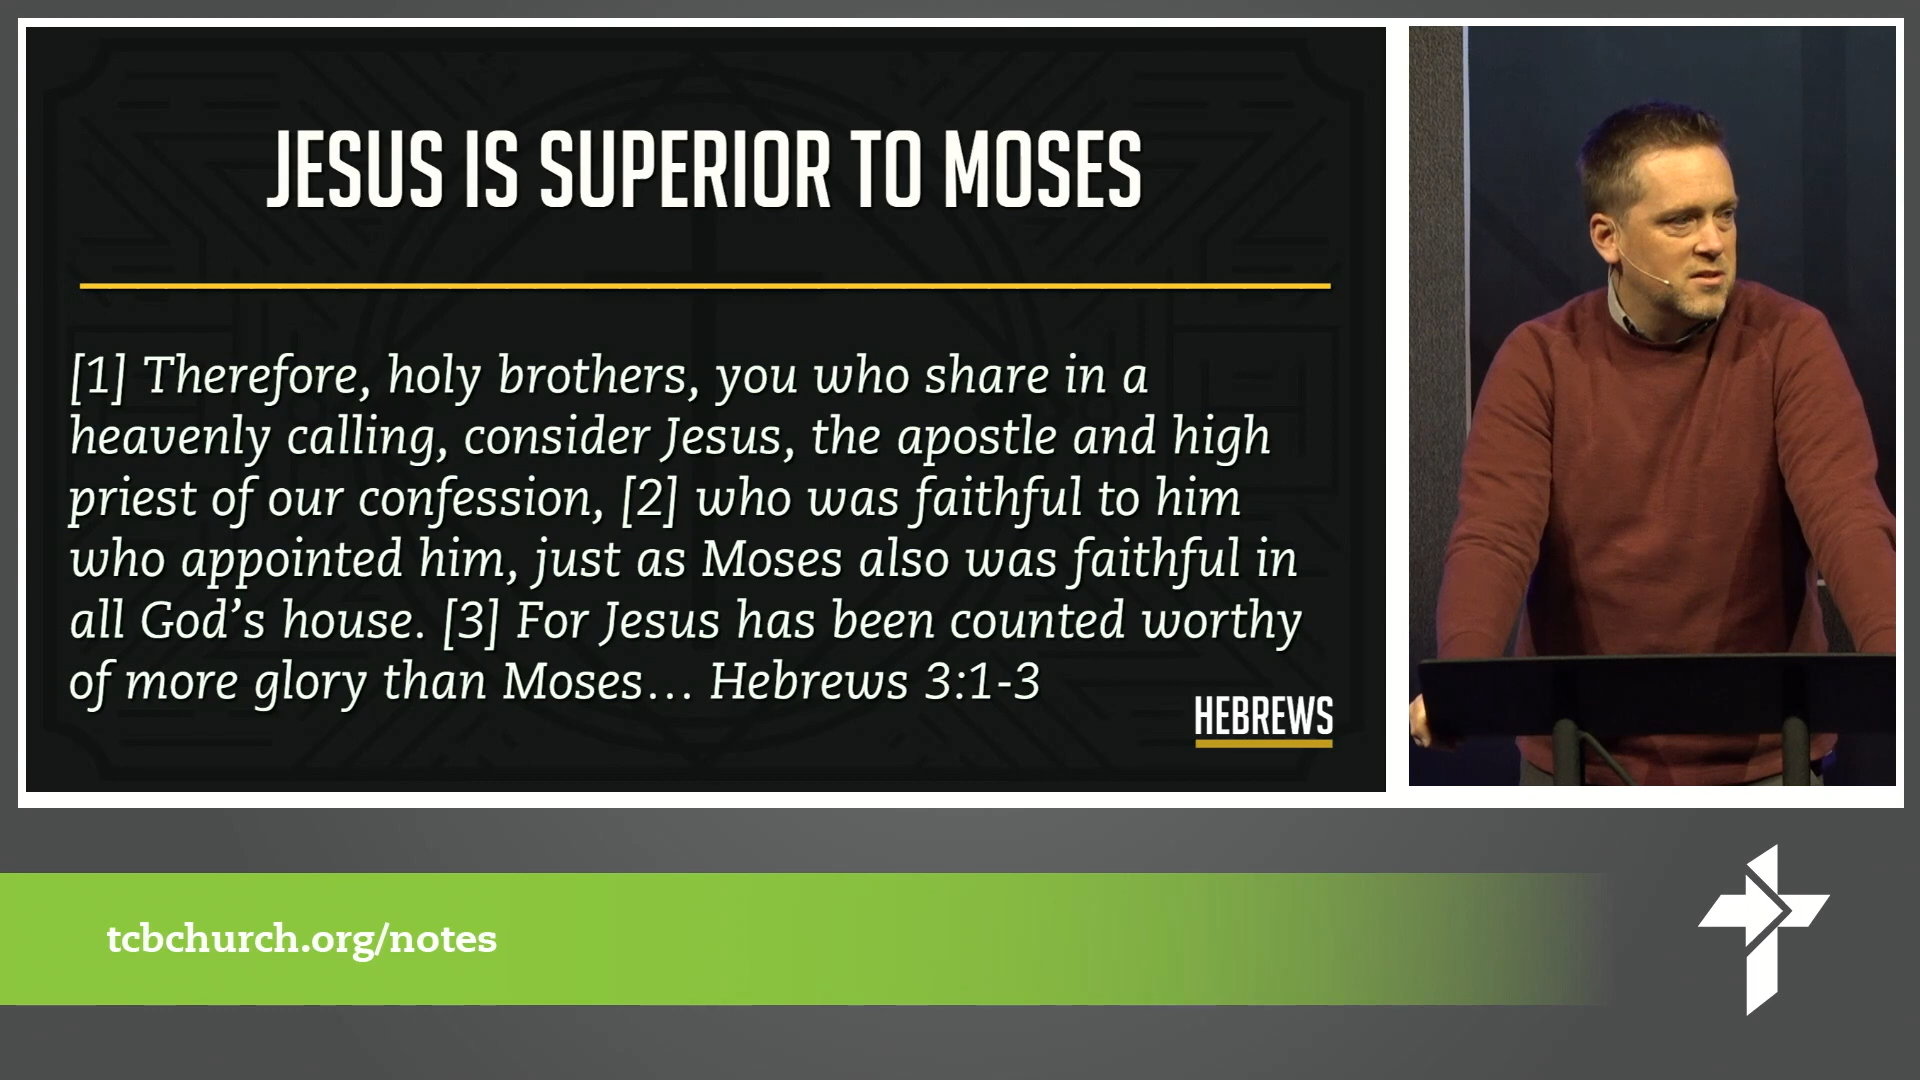 JESUS IS SUPERIOR TO MOSES
[1] Therefore, holy brothers, you who share in a
heavenly calling, consider Jesus, the apostle and high
priest of our confession, [2] who was faithful to him
who appointed him, just as Moses also was faithful in
all God’s house. [3] For Jesus has been counted worthy
of more glory than Moses… Hebrews 3:1-3
HEBREWS
tcbchurch.org/notes